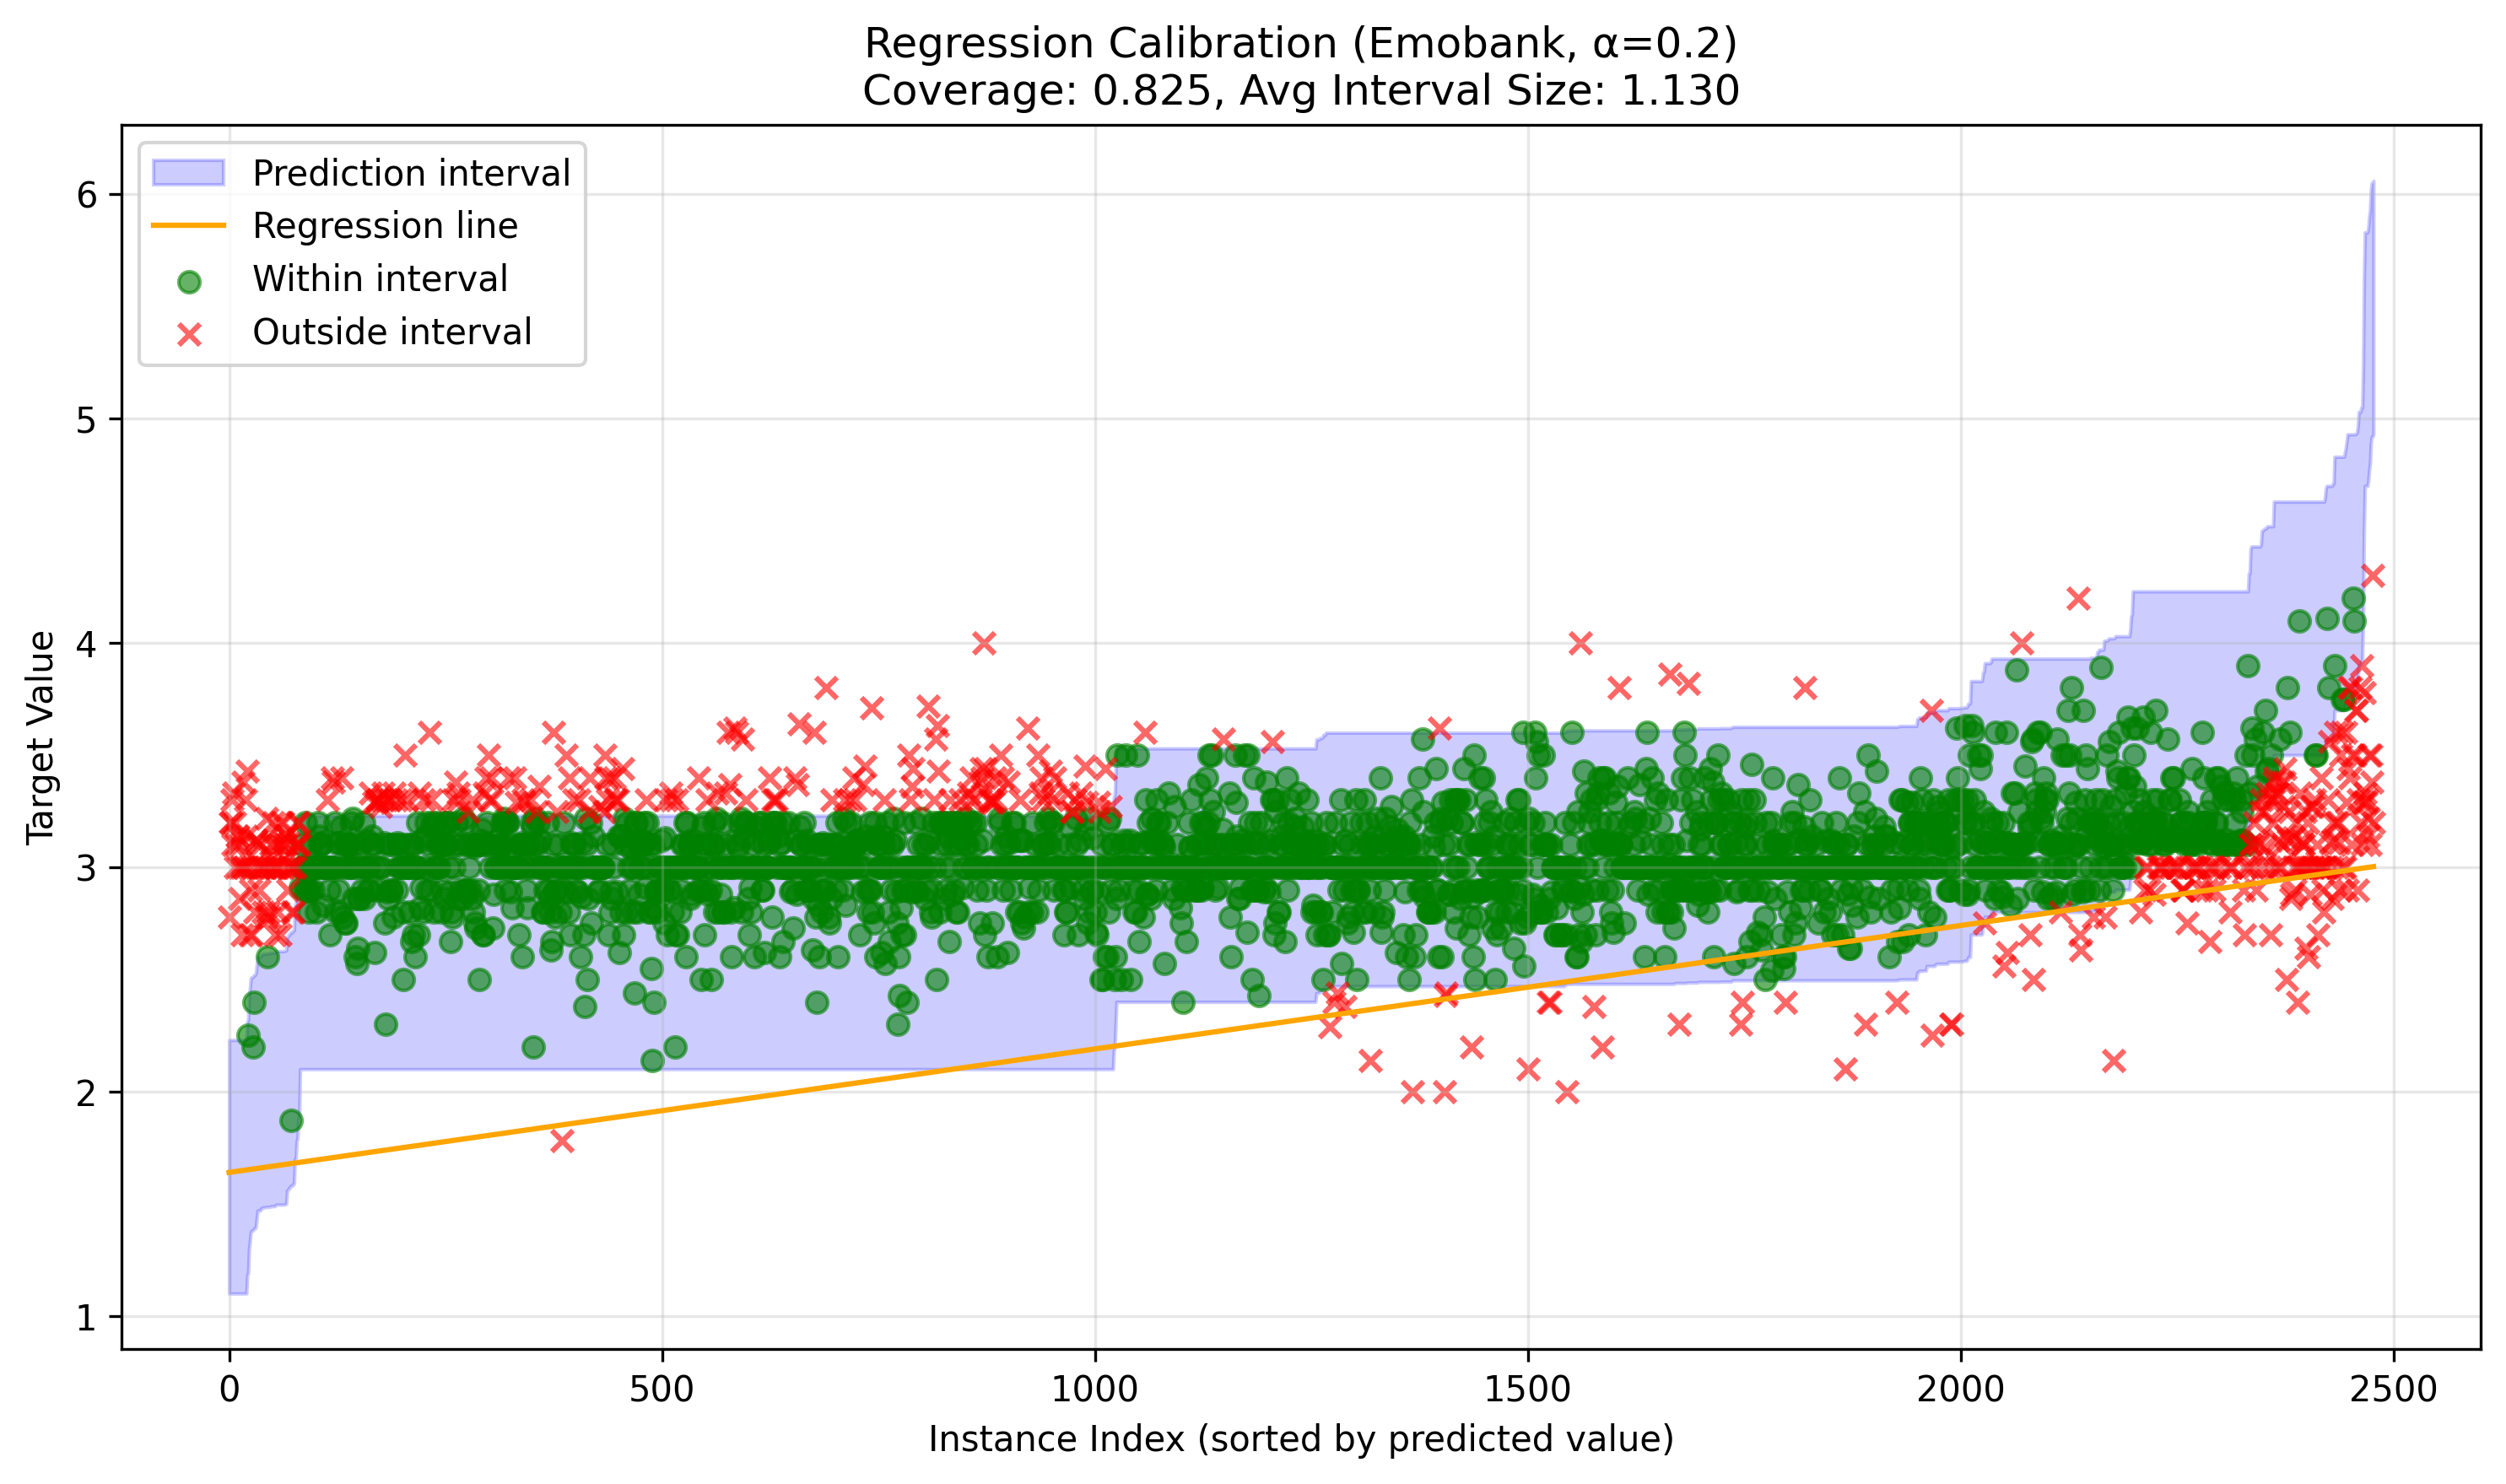 Regression Calibration (Emobank, α=0.2)
Coverage: 0.825, Avg Interval Size: 1.130
Prediction interval
Regression line
Within interval
Outside interval
6
5
4
3
2
1
Target Value
0
500
1000
1500
2000
2500
Instance Index (sorted by predicted value)